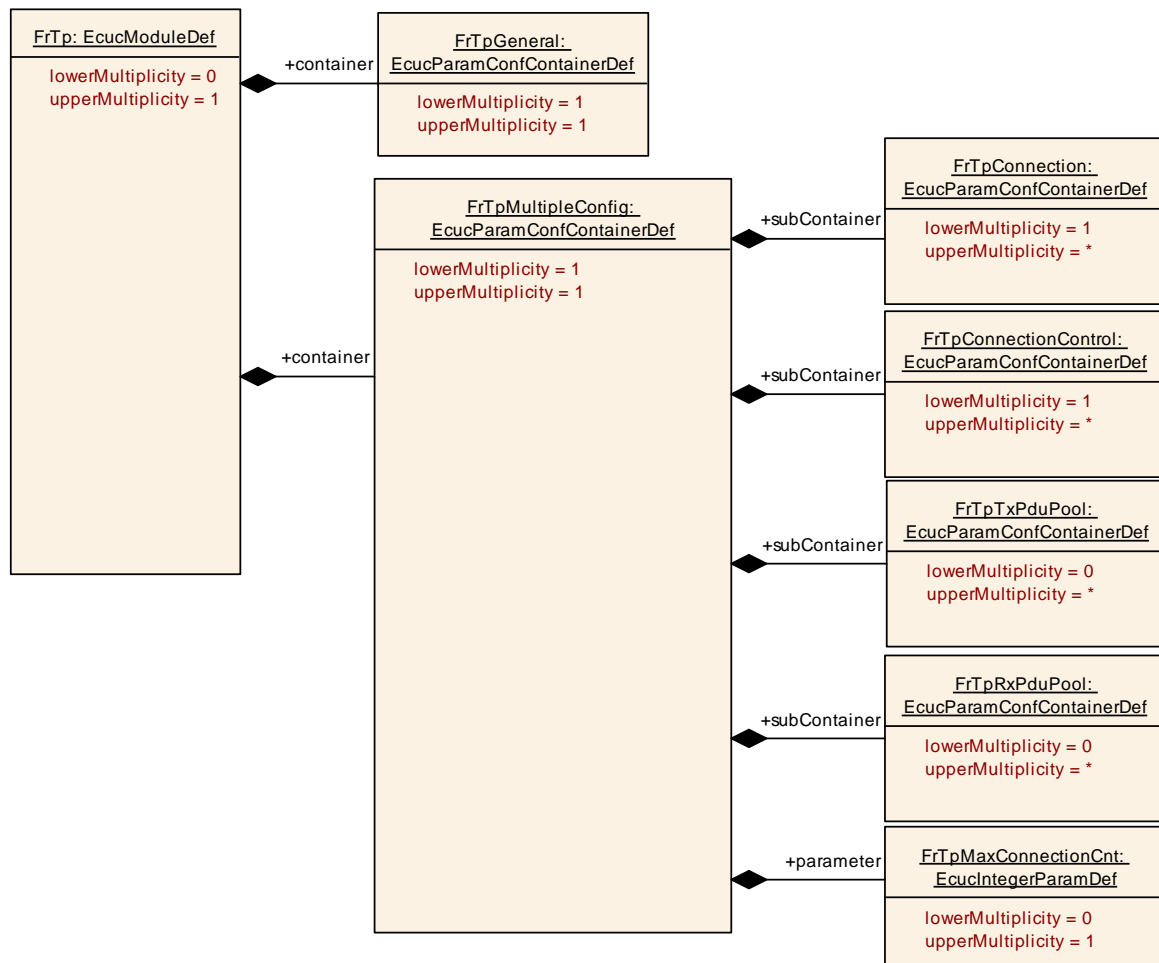 FrTp: EcucModuleDef
lowerMultiplicity = 0
upperMultiplicity = 1
+container
FrTpGeneral:
EcucParamConfContainerDef
lowerMultiplicity = 1
upperMultiplicity = 1
+container
FrTpMultipleConfig:
EcucParamConfContainerDef
lowerMultiplicity = 1
upperMultiplicity = 1
+subContainer
FrTpConnection:
EcucParamConfContainerDef
lowerMultiplicity = 1
upperMultiplicity = *
+subContainer
FrTpConnectionControl:
EcucParamConfContainerDef
lowerMultiplicity = 1
upperMultiplicity = *
+subContainer
FrTpTxPduPool:
EcucParamConfContainerDef
lowerMultiplicity = 0
upperMultiplicity = *
+subContainer
FrTpRxPduPool:
EcucParamConfContainerDef
lowerMultiplicity = 0
upperMultiplicity = *
+parameter
FrTpMaxConnectionCnt:
EcucIntegerParamDef
lowerMultiplicity = 0
upperMultiplicity = 1